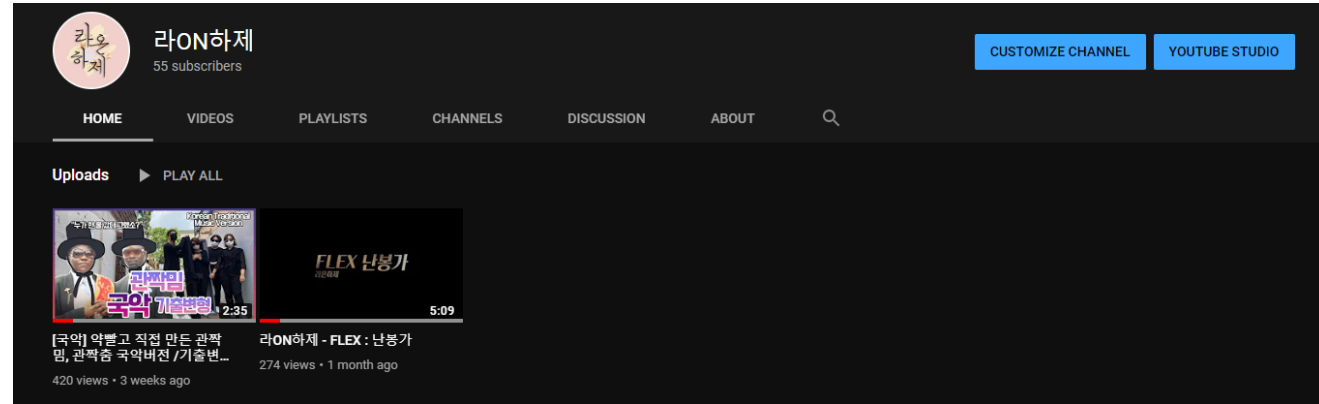 라온
하제
라ON하제
55 subscribers
CUSTOMIZE CHANNEL
YOUTUBE STUDIO
HOME
VIDEOS
PLAYLISTS
CHANNELS
DISCUSSION
ABOUT
Uploads
PLAY ALL
Korean Traditional
Music Version
관짝밈
국악 기출변형
2:35
FLEX 난봉가
라온하제
5:09
[국악] 약빨고 직접 만든 관짝
밈, 관짝춤 국악버전 /기출변...
420 views • 3 weeks ago
라ON하제 - FLEX : 난봉가
274 views • 1 month ago